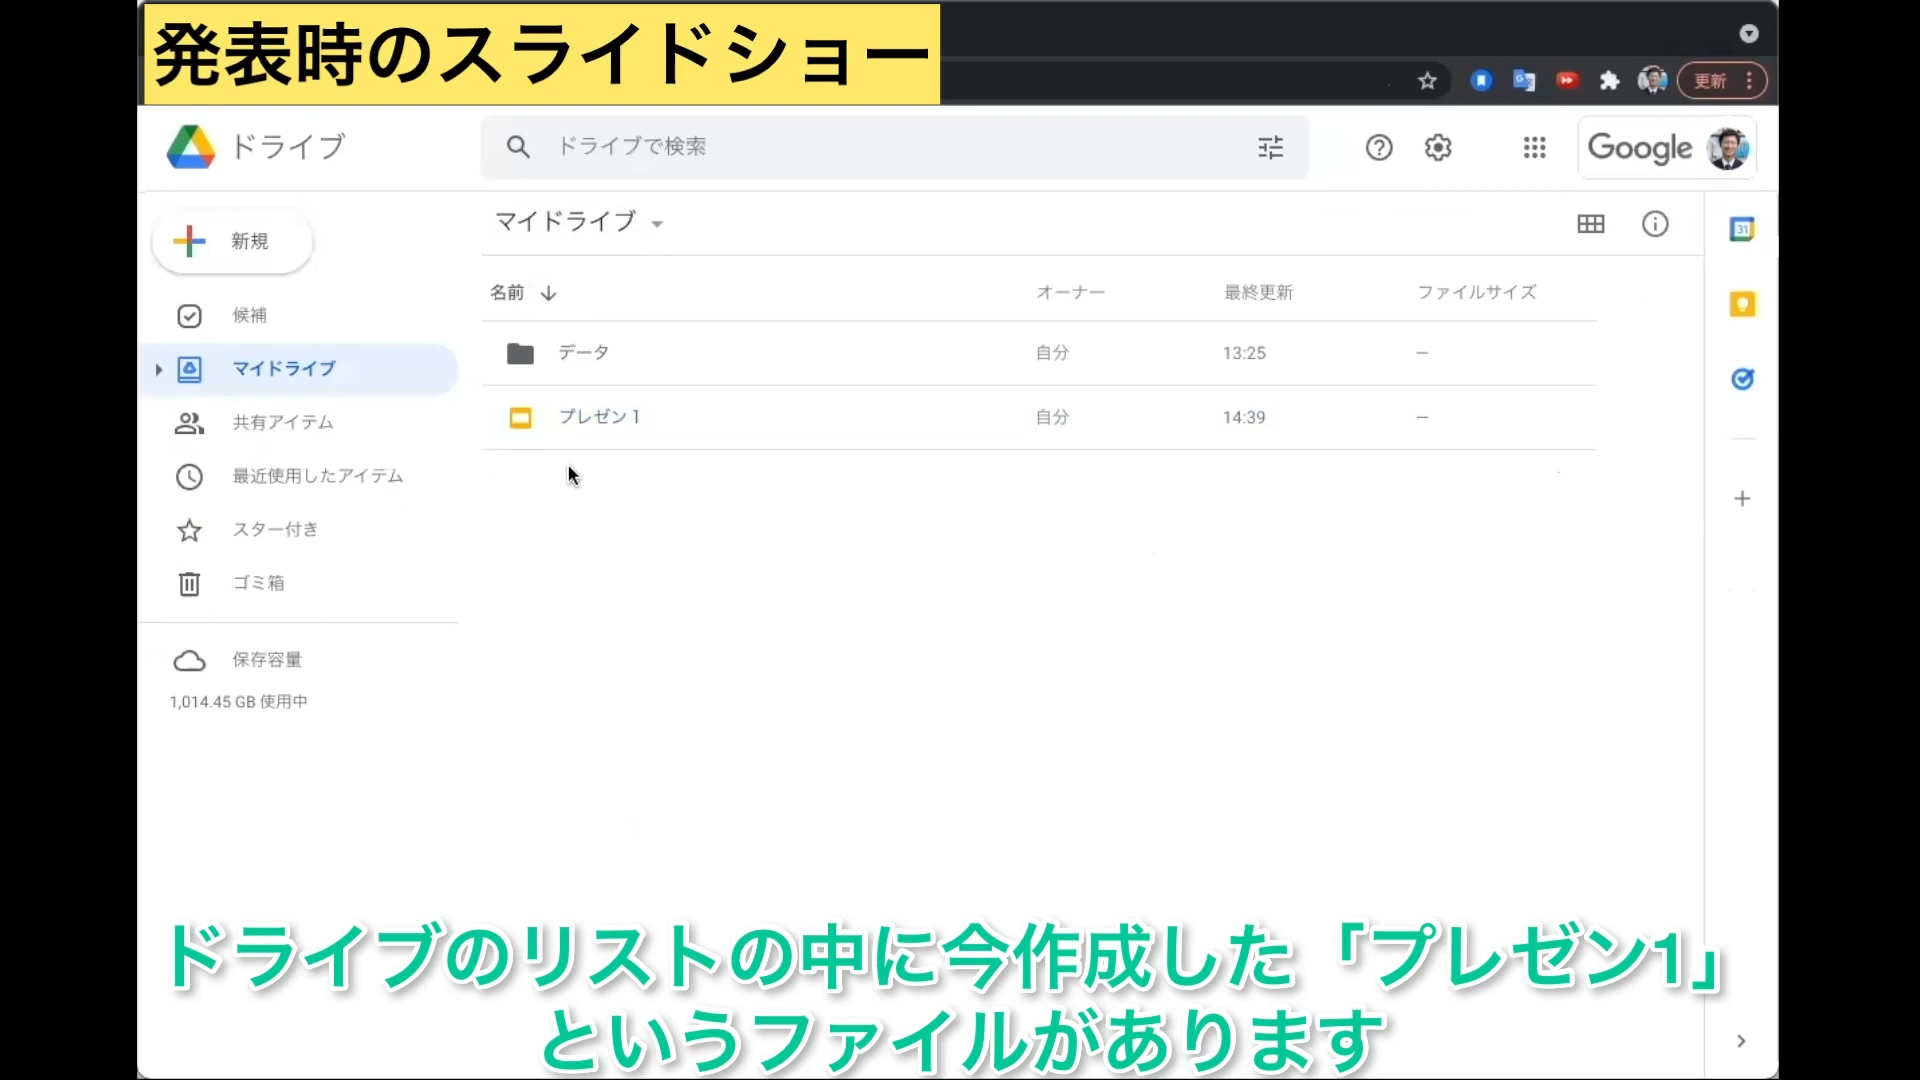 発表時のスライドショー
更新
ドライブ
ドライブで検索
Google
新規
マイドライブ
31
名前
オーナー
最終更新
ファイルサイズ
候補
データ
自分
13:25
–
マイドライブ
プレゼン 1
自分
14:39
–
共有アイテム
最近使用したアイテム
スター付き
ゴミ箱
保存容量
1,014.45 GB 使用中
ドライブのリストの中に今作成した「プレゼン1」
というファイルがあります